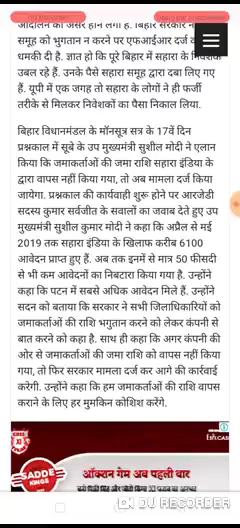 आंदोलन का असर होने लगा है. बिहार सरकार ने
समूह को भुगतान न करने पर एफआईआर दर्ज क
धमकी दी है. ज्ञात हो कि पूरे बिहार में सहारा के निवेशक
उबल रहे हैं. उनके पैसे सहारा समूह द्वारा दबा लिए गए
हैं. यूपी में एक जगह तो सहारा के लोगों ने ही फर्जी
तरीके से मिलकर निवेशकों का पैसा निकाल लिया.
बिहार विधानमंडल के मॉनसून सत्र के 17वें दिन
प्रश्नकाल में सूबे के उप मुख्यमंत्री सुशील मोदी ने एलान
किया कि जमाकर्ताओं की जमा राशि सहारा इंडिया के
द्वारा वापस नहीं किया गया, तो अब मामला दर्ज किया
जायेगा. प्रश्नकाल की कार्यवाही शुरू होने पर आरजेडी
सदस्य कुमार सर्वजीत के सवालों का जवाब देते हुए उप
मुख्यमंत्री सुशील कुमार मोदी ने कहा कि अप्रैल से मई
2019 तक सहारा इंडिया के खिलाफ करीब 6100
आवेदन प्राप्त हुए हैं. अब तक इनमें से मात्र 50 फीसदी
से भी कम आवेदनों का निबटारा किया गया है. उन्होंने
कहा कि पटन में सबसे अधिक आवेदन मिले हैं. उन्होंने
सदन को बताया कि सरकार ने सभी जिलाधिकारियों को
जमाकर्ताओं की राशि भगुतान करने को लेकर कंपनी से
बात करने को कहा है. साथ ही कहा कि अगर कंपनी की
ओर से जमाकर्ताओं की जमा राशि को वापस नहीं किया
गया, तो फिर सरकार मामला दर्ज कर आगे की कार्रवाई
करेगी. उन्होंने कहा कि हम जमाकर्ताओं की राशि वापस
कराने के लिए हर मुमकिन कोशिश करेंगे.
SADDE
KINGS
ऑक्शन गेम अब पहली बार
DU RECORDER